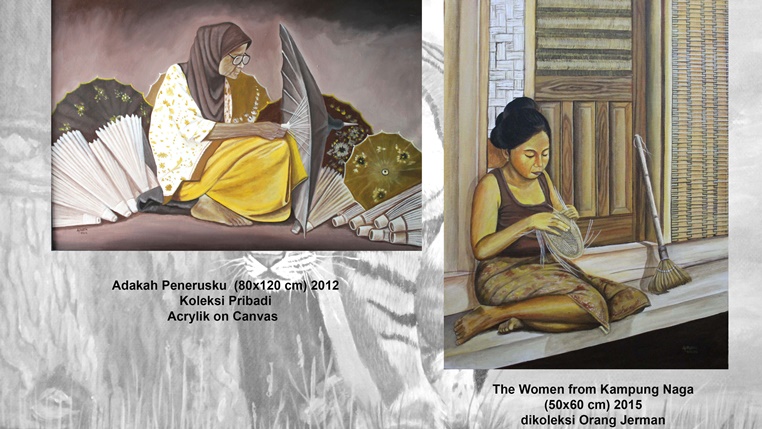 Adakah Penerusku (80x120 cm) 2012
Koleksi Pribadi
Acrylik on Canvas
The Women from Kampung Naga
(50x60 cm) 2015
dikoleksi Orang Jerman